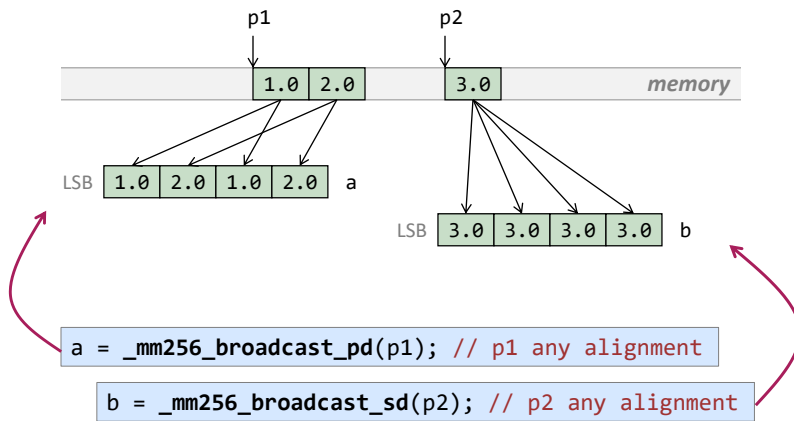 p1 p2
1.0 2.0 3.0 memory
LSB 1.0 2.0 1.0 2.0 a
LSB 3.0 3.0 3.0 3.0 b
a = _mm256_broadcast_pd(p1); // p1 any alignment
b = _mm256_broadcast_sd(p2); // p2 any alignment